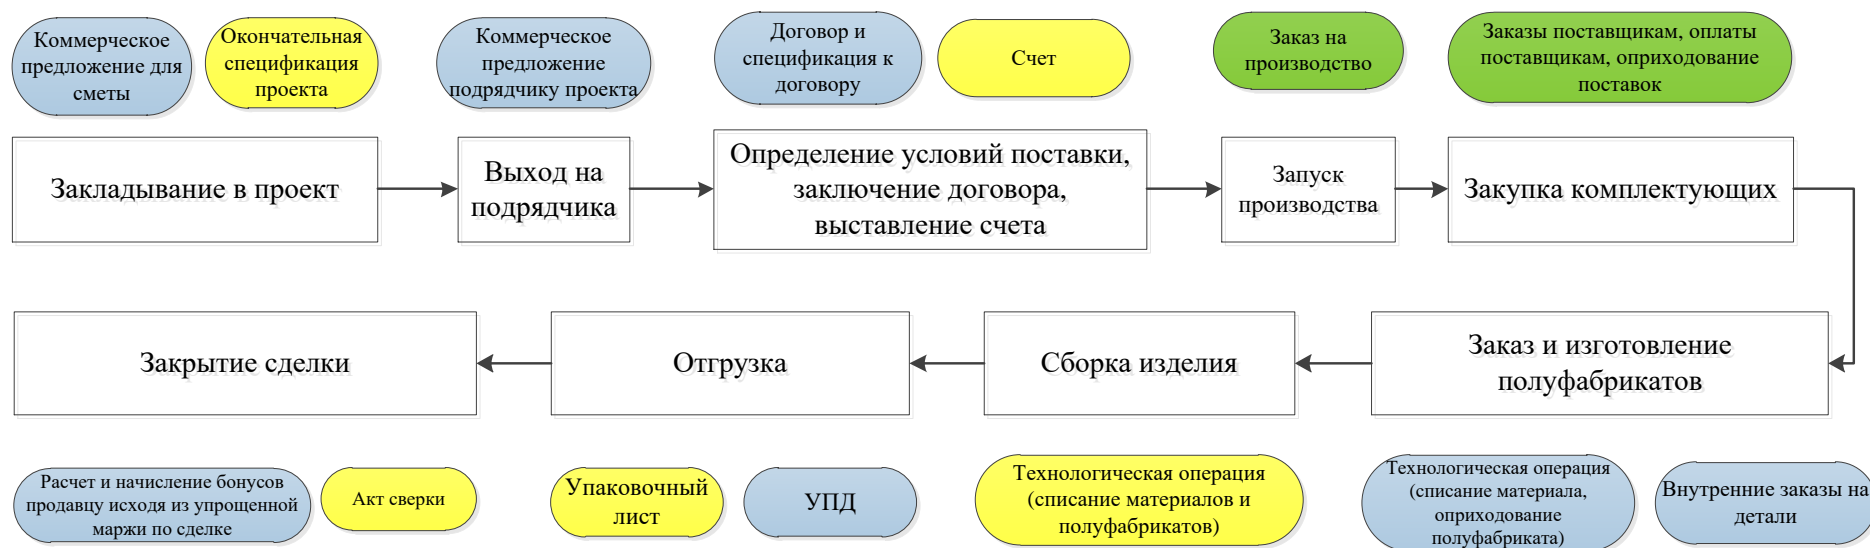 Коммерческое
предложение для
сметы
Окончательная
спецификация
проекта
Коммерческое
предложение
подрядчику проекта
Договор и
спецификация к
договору
Счет
Заказ на
производство
Заказы поставщикам, оплаты
поставщикам, оприходование
поставок
Закладывание в проект
Выход на
подрядчика
Определение условий поставки,
заключение договора,
выставление счета
Запуск
производства
Закупка комплектующих
Закрытие сделки
Отгрузка
Сборка изделия
Заказ и изготовление
полуфабрикатов
Расчет и начисление бонусов
продавцу исходя из упрощенной
маржи по сделке
Акт сверки
Упаковочный
лист
УПД
Технологическая операция
(списание материалов и
полуфабрикатов)
Технологическая операция
(списание материала,
оприходование
полуфабриката)
Внутренние заказы на
детали